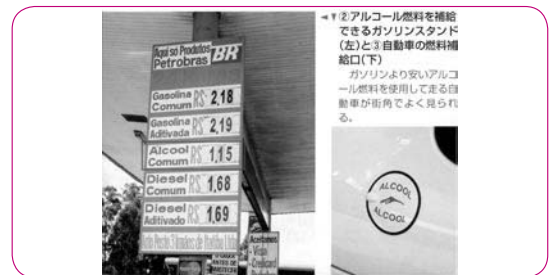 Aqui só Produtos
Petrobras BR
Gasolina Comum R$ 2,18
Gasolina Aditivada R$ 2,19
Alcool Comum R$ 1,15
Diesel Comum R$ 1,68
Diesel Aditivado R$ 1,69
Aceitamos
- Visa
②アルコール燃料を補給
できるガソリンスタンド
(左)と③自動車の燃料補
給口(下)
ガソリンより安いアルコ
ール燃料を使用して走る自
動車が街角でよく見られ
る。
ALCOOL
ALCOOL